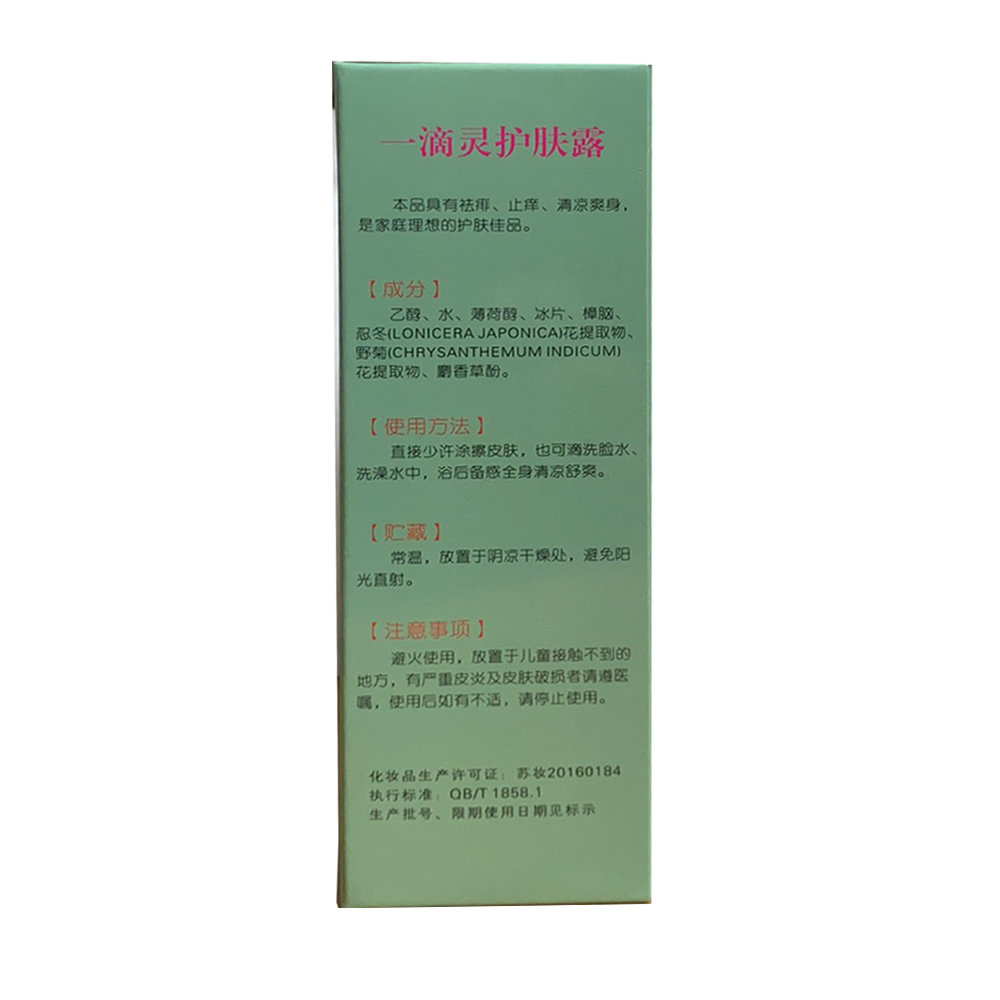 一滴灵护肤露
本品具有祛痱、止痒、清凉爽身，
是家庭理想的护肤佳品。
【成分】
乙醇、水、薄荷醇、冰片、樟脑、
忍冬(LONICERA JAPONICA)花提取物、
野菊(CHRYSANTHEMUM INDICUM)
花提取物、麝香草酚。
【使用方法】
直接少许涂擦皮肤，也可滴洗脸水、
洗澡水中，浴后备感全身清凉舒爽。
【贮藏】
常温，放置于阴凉干燥处，避免阳
光直射。
【注意事项】
避火使用，放置于儿童接触不到的
地方，有严重皮炎及皮肤破损者请遵医
嘱，使用后如有不适，请停止使用。
化妆品生产许可证：苏妆20160184
执行标准：QB/T 1858.1
生产批号、限期使用日期见标示